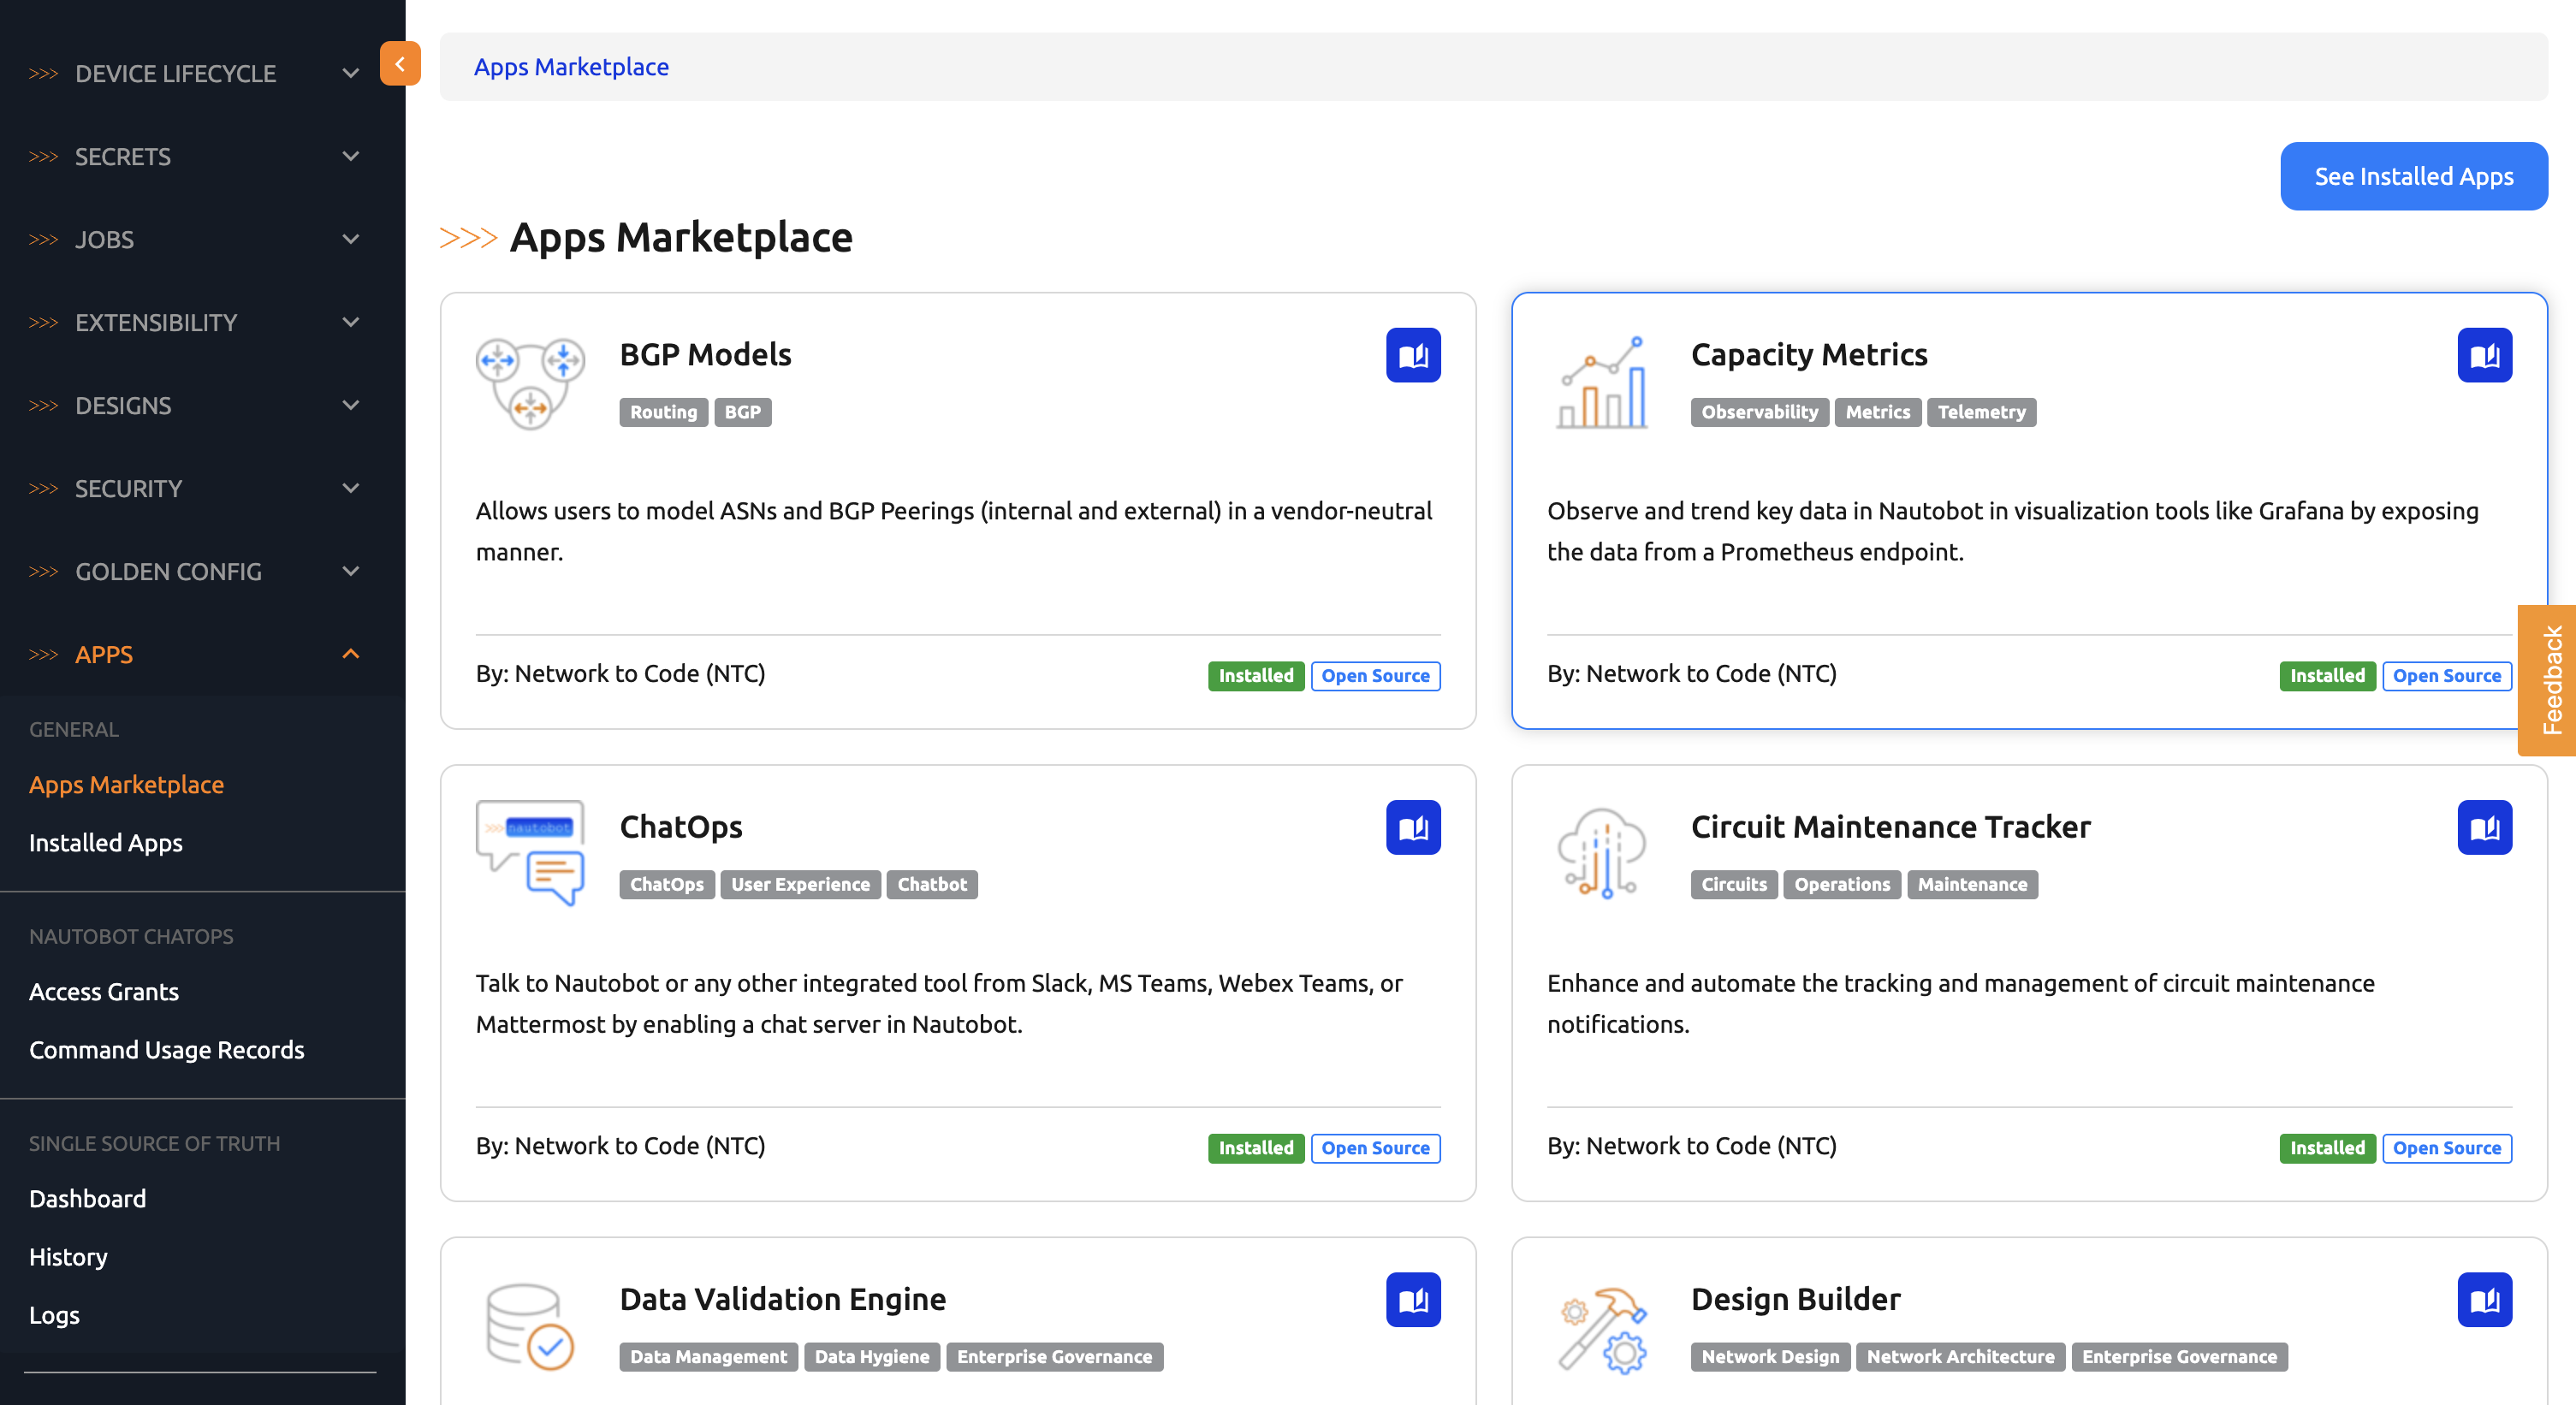 >>> DEVICE LIFECYCLE
>>> SECRETS
>>> JOBS
>>> EXTENSIBILITY
>>> DESIGNS
>>> SECURITY
>>> GOLDEN CONFIG
>>> APPS
GENERAL
Apps Marketplace
Installed Apps
NAUTOBOT CHATOPS
Access Grants
Command Usage Records
SINGLE SOURCE OF TRUTH
Dashboard
History
Logs
Apps Marketplace
See Installed Apps
>>> Apps Marketplace
BGP Models
Routing BGP
Allows users to model ASNs and BGP Peerings (internal and external) in a vendor-neutral
manner.
By: Network to Code (NTC) Installed Open Source
Capacity Metrics
Observability Metrics Telemetry
Observe and trend key data in Nautobot in visualization tools like Grafana by exposing
the data from a Prometheus endpoint.
By: Network to Code (NTC) Installed Open Source
>>> nautobot
ChatOps
ChatOps User Experience Chatbot
Talk to Nautobot or any other integrated tool from Slack, MS Teams, Webex Teams, or
Mattermost by enabling a chat server in Nautobot.
By: Network to Code (NTC) Installed Open Source
Circuit Maintenance Tracker
Circuits Operations Maintenance
Enhance and automate the tracking and management of circuit maintenance
notifications.
By: Network to Code (NTC) Installed Open Source
Data Validation Engine
Data Management Data Hygiene Enterprise Governance
Design Builder
Network Design Network Architecture Enterprise Governance
Feedback